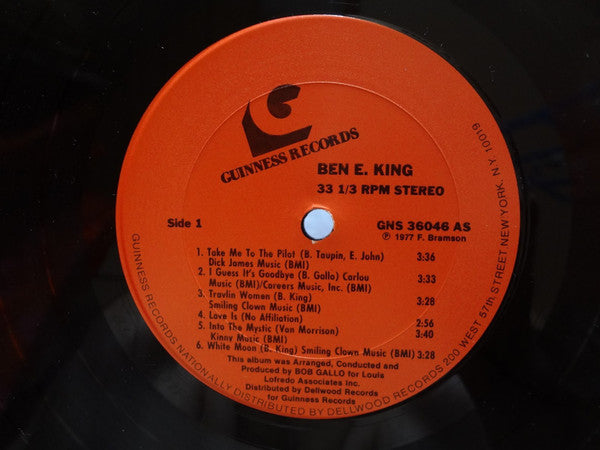 GUINNESS RECORDS
BEN E. KING
33 1/3 RPM STEREO
Side 1
GNS 36046 AS
℗ 1977 F. Bramson
1. Take Me To The Pilot (B. Taupin, E. John) 3:36
Dick James Music (BMI)
2. I Guess It's Goodbye (B. Gallo) Carlou 3:33
Music (BMI)/Careers Music, Inc. (BMI)
3. Travlin Women (B. King) 3:28
Smiling Clown Music (BMI)
4. Love Is (No Affiliation) 2:56
5. Into The Mystic (Van Morrison) 3:40
Kinny Music (BMI)
6. White Moon (B. King) Smiling Clown Music (BMI) 3:28
This album was Arranged, Conducted and
Produced by BOB GALLO for Louis
Lofredo Associates Inc.
Distributed by Dellwood Records
for Guinness Records
GUINNESS RECORDS NATIONALLY DISTRIBUTED BY DELLWOOD RECORDS 200 WEST 57th STREET NEW YORK, N.Y. 10019